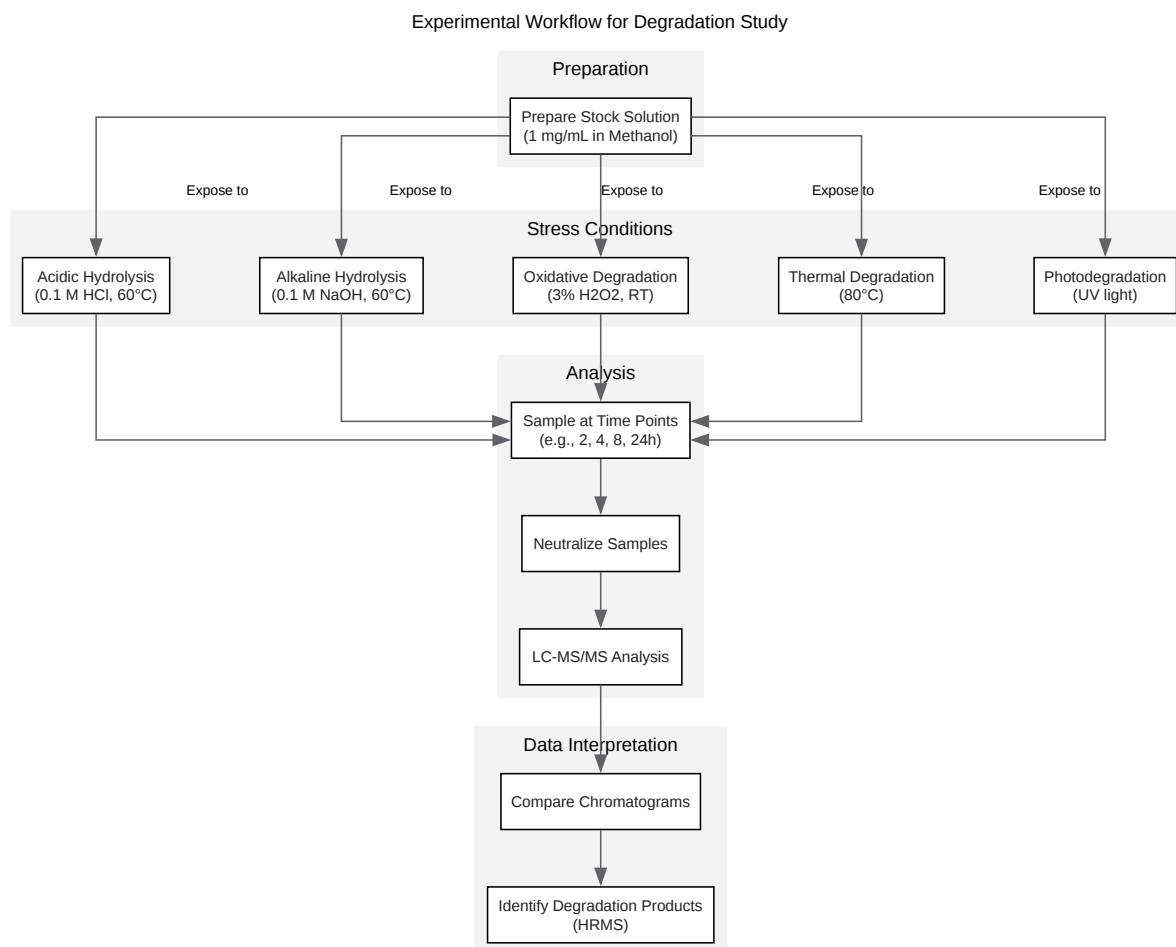 Experimental Workflow for Degradation Study
Preparation
Prepare Stock Solution
(1 mg/mL in Methanol)
Expose to
Expose to
Expose to
Expose to
Expose to
Stress Conditions
Acidic Hydrolysis
(0.1 M HCl, 60°C)
Alkaline Hydrolysis
(0.1 M NaOH, 60°C)
Oxidative Degradation
(3% H2O2, RT)
Thermal Degradation
(80°C)
Photodegradation
(UV light)
Analysis
Sample at Time Points
(e.g., 2, 4, 8, 24h)
Neutralize Samples
LC-MS/MS Analysis
Data Interpretation
Compare Chromatograms
Identify Degradation Products
(HRMS)